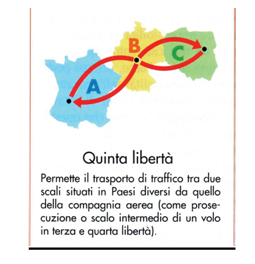 B
C
A
Quinta libertà
Permette il trasporto di traffico tra due
scali situati in Paesi diversi da quello
della compagnia aerea (come prose-
cuzione o scalo intermedio di un volo
in terza e quarta libertà).